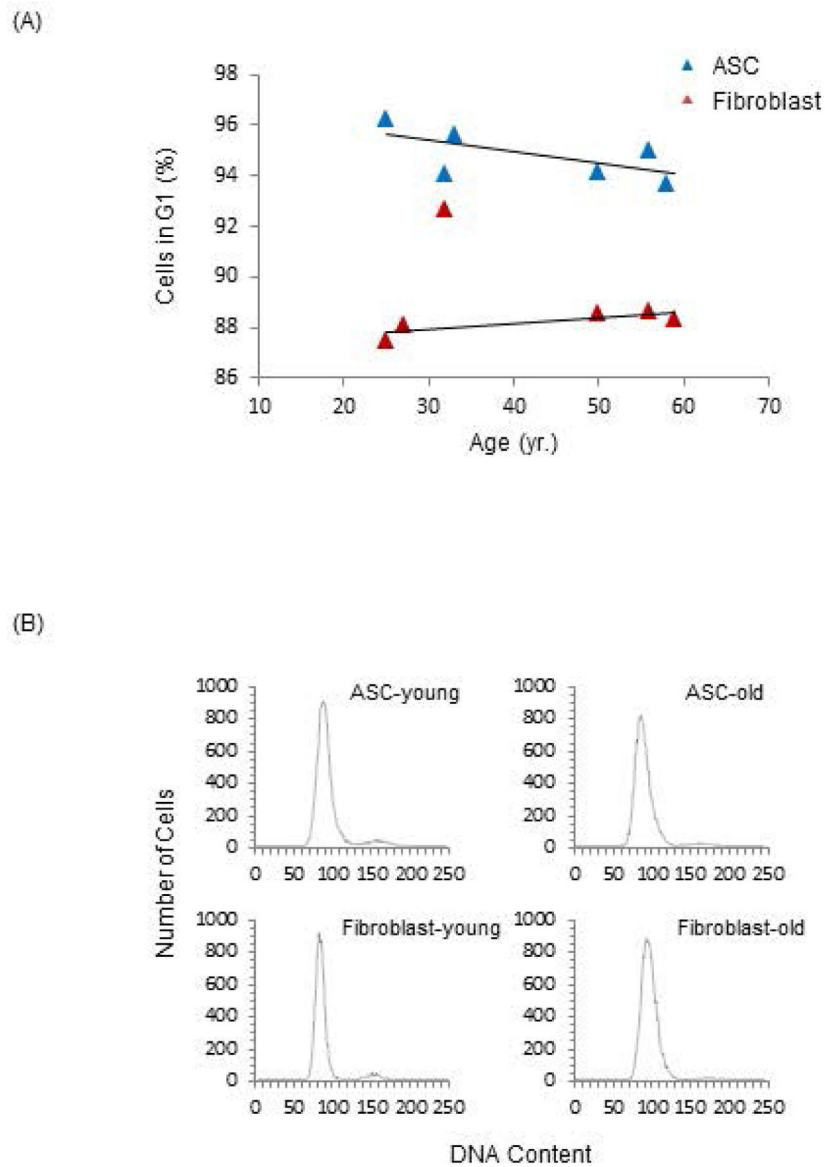 (A)
ASC
Fibroblast
98
96
94
92
90
88
86
Cells in G1 (%)
10 20 30 40 50 60 70
Age (yr.)
(B)
Number of Cells
ASC-young
1000
800
600
400
200
0
0 50 100 150 200 250
ASC-old
1000
800
600
400
200
0
0 50 100 150 200 250
Fibroblast-young
1000
800
600
400
200
0
0 50 100 150 200 250
Fibroblast-old
1000
800
600
400
200
0
0 50 100 150 200 250
DNA Content